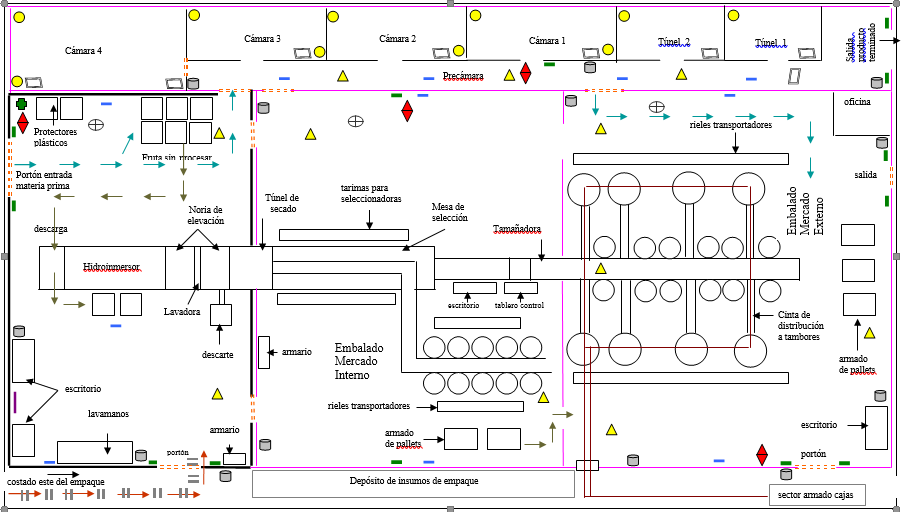 Cámara 4
Cámara 3
Cámara 2
Cámara 1
Túnel 2
Túnel 1
Salida
producto
terminado
Precámara
oficina
Protectores
plásticos
Fruta sin procesar
rieles transportadores
Portón entrada
materia prima
salida
Noria de
elevación
Túnel de
secado
tarimas para
seleccionadoras
Mesa de
selección
Tamañadora
Embalado
Mercado
Externo
descarga
Hidroinmersor
Lavadora
escritorio
tablero control
Cinta de
distribución
a tambores
descarte
armario
Embalado
Mercado
Interno
armado
de pallets
escritorio
rieles transportadores
lavamanos
armario
armado
de pallets
escritorio
portón
portón
costado este del empaque
Depósito de insumos de empaque
sector armado cajas